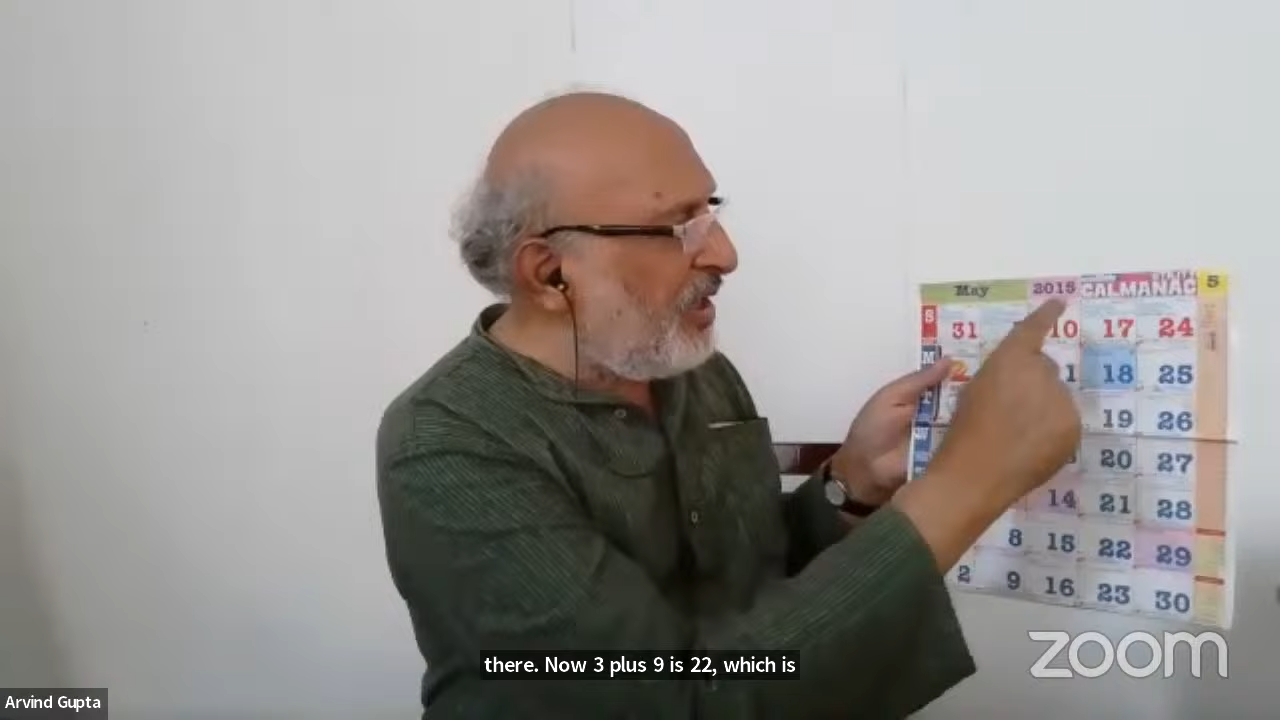 May 2015 CALMANAC 5
S 31 10 17 24
M 2 1 18 25
T 19 26
W 20 27
14 21 28
8 15 22 29
2 9 16 23 30
zoom
there. Now 3 plus 9 is 22, which is
Arvind Gupta